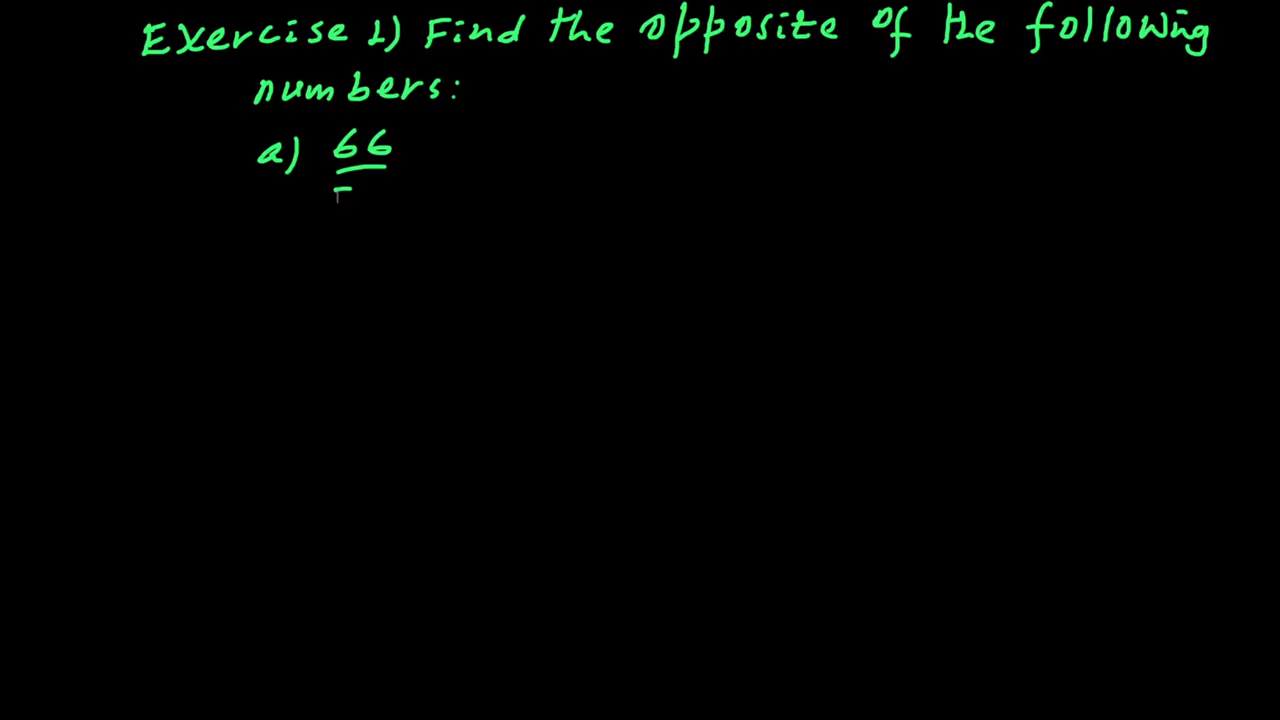 Exercise 1) Find the opposite of the following
numbers:
a) 66